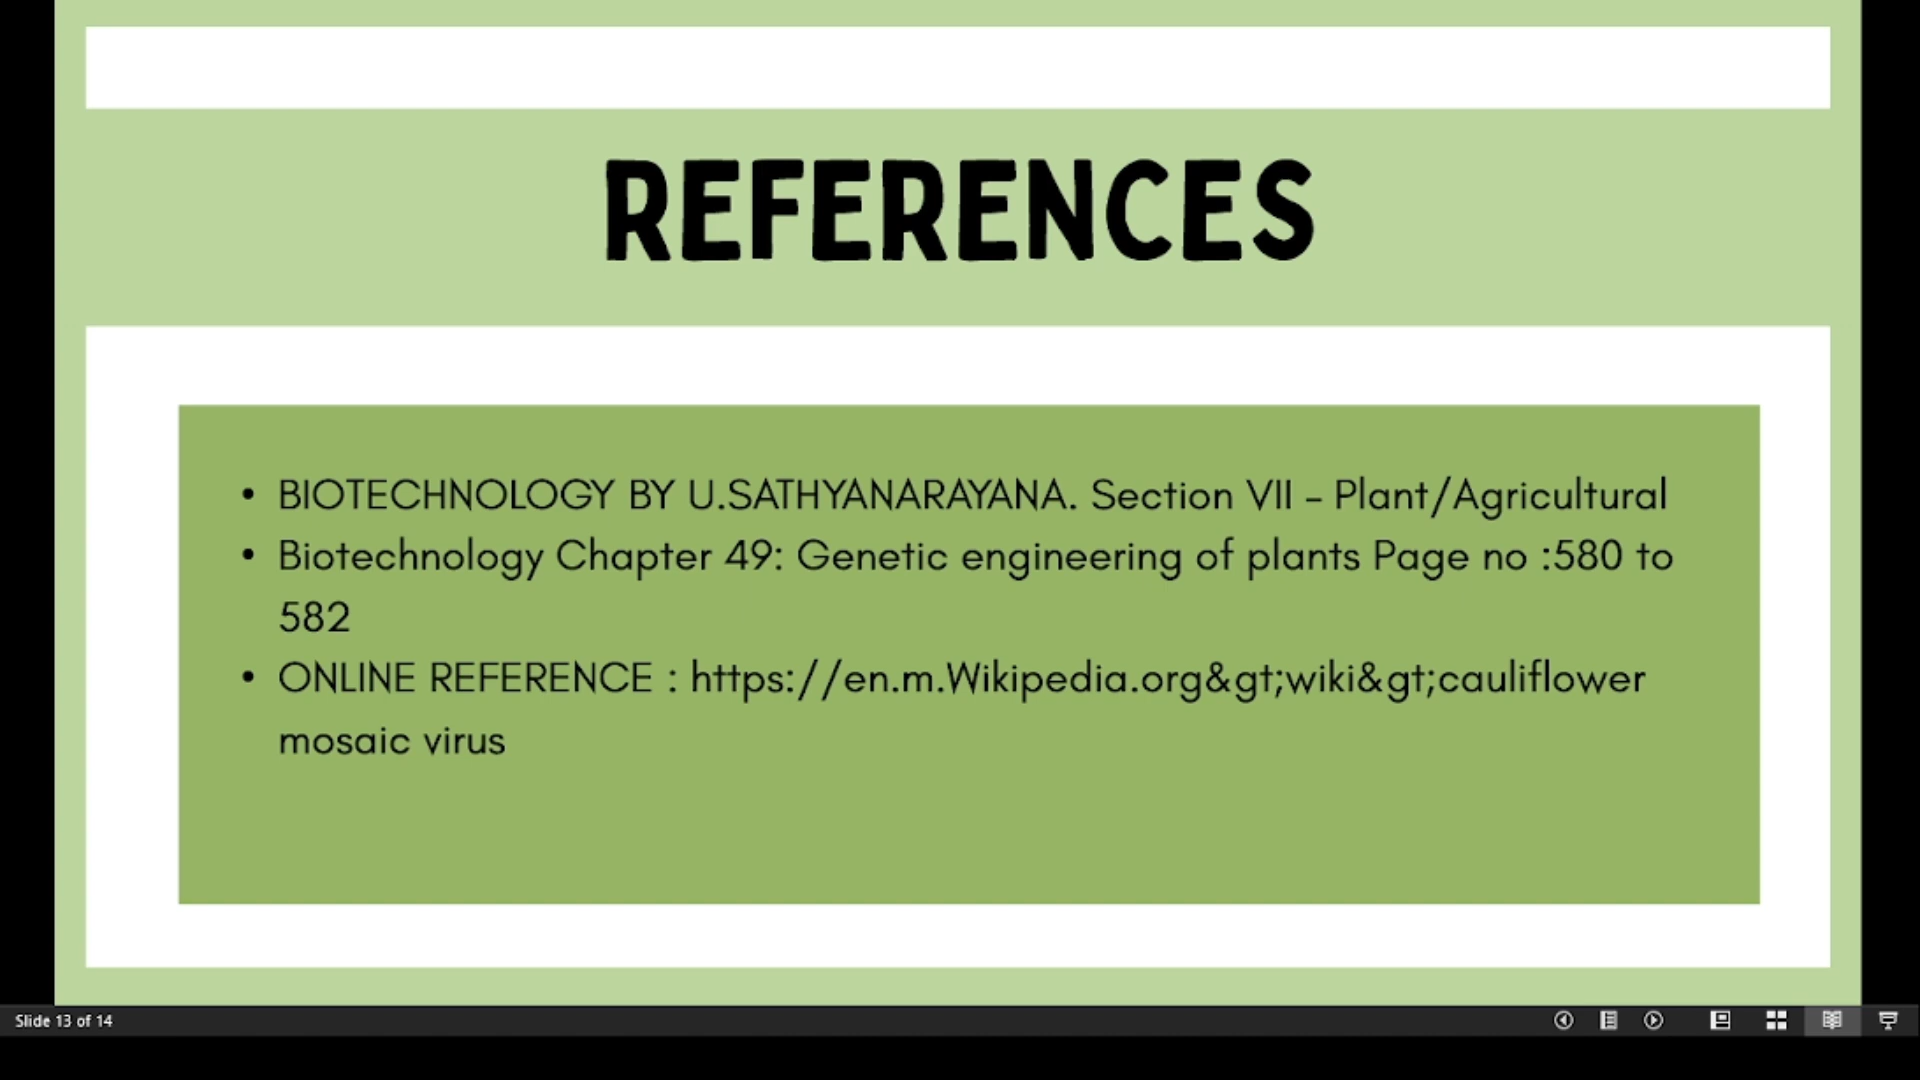 REFERENCES
• BIOTECHNOLOGY BY U.SATHYANARAYANA. Section VII – Plant/Agricultural
• Biotechnology Chapter 49: Genetic engineering of plants Page no :580 to
582
• ONLINE REFERENCE : https://en.m.Wikipedia.org&gt;wiki&gt;cauliflower
mosaic virus
Slide 13 of 14